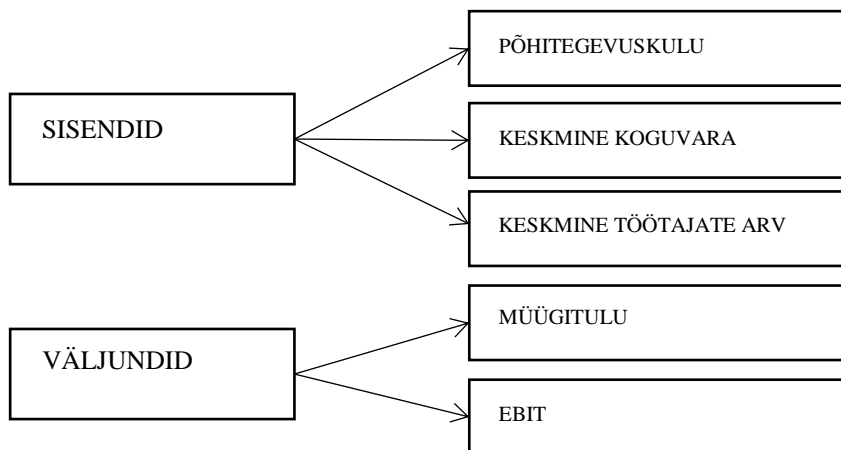 SISENDID
PÕHITEGEVUSKULU
KESKMINE KOGUVARA
KESKMINE TÖÖTAJATE ARV
VÄLJUNDID
MÜÜGITULU
EBIT